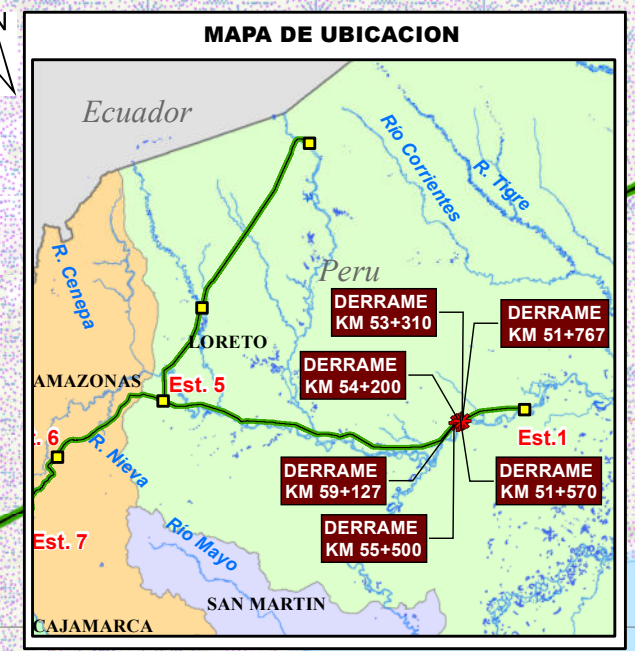 N
MAPA DE UBICACION
Ecuador
Río Corrientes
R. Tigre
R. Cenepa
Peru
DERRAME
KM 53+310
DERRAME
KM 51+767
LORETO
DERRAME
KM 54+200
AMAZONAS
Est. 5
Est.1
. 6
R. Nieva
DERRAME
KM 59+127
DERRAME
KM 51+570
DERRAME
KM 55+500
Est. 7
Río Mayo
SAN MARTIN
CAJAMARCA